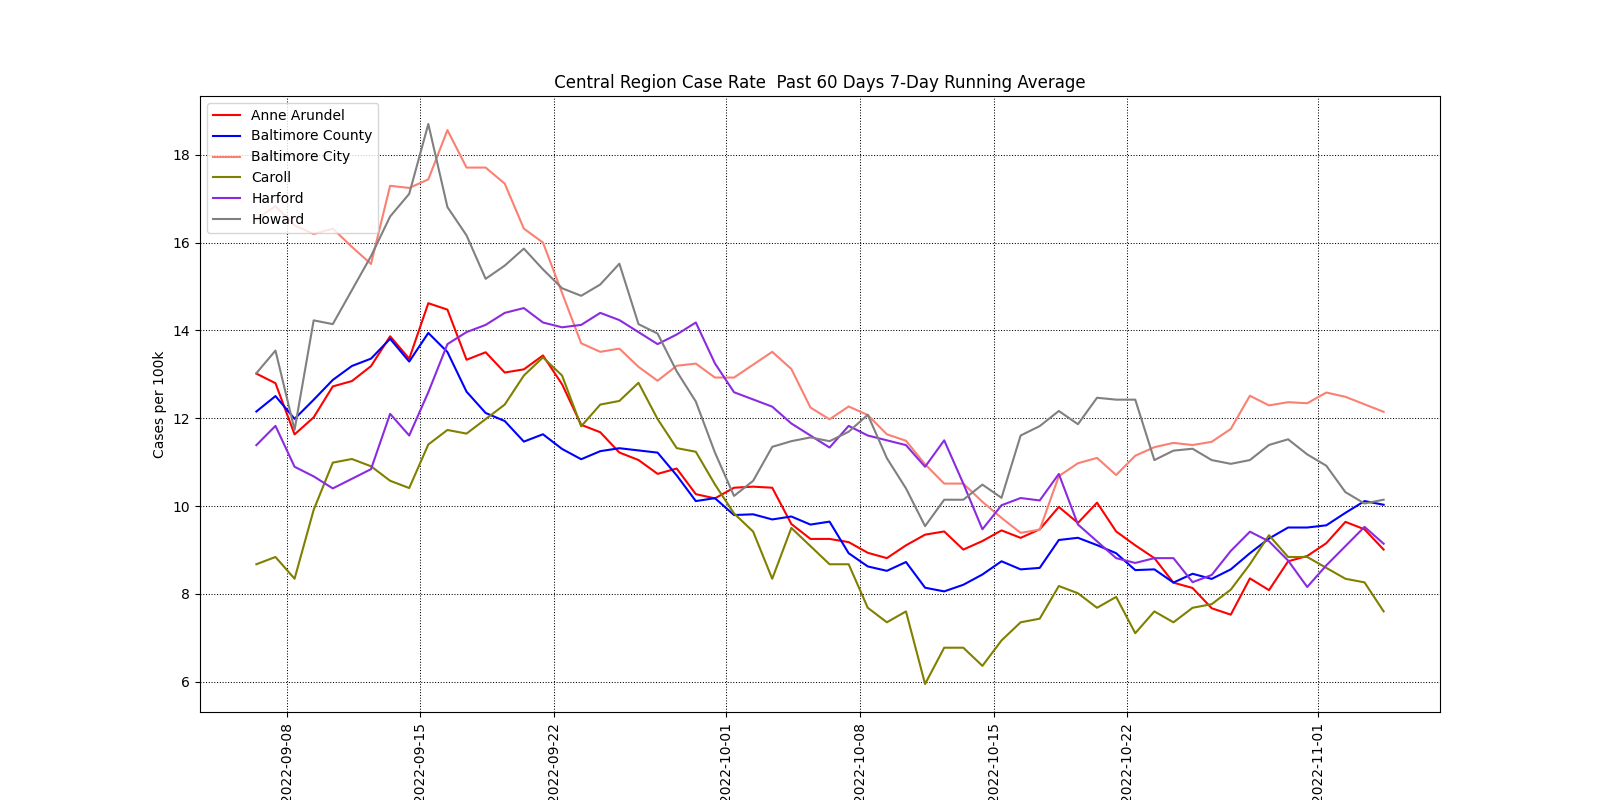 Central Region Case Rate  Past 60 Days 7-Day Running Average
Anne Arundel
Baltimore County
Baltimore City
Caroll
Harford
Howard
Cases per 100k
18
16
14
12
10
8
6
2022-09-08
2022-09-15
2022-09-22
2022-10-01
2022-10-08
2022-10-15
2022-10-22
2022-11-01